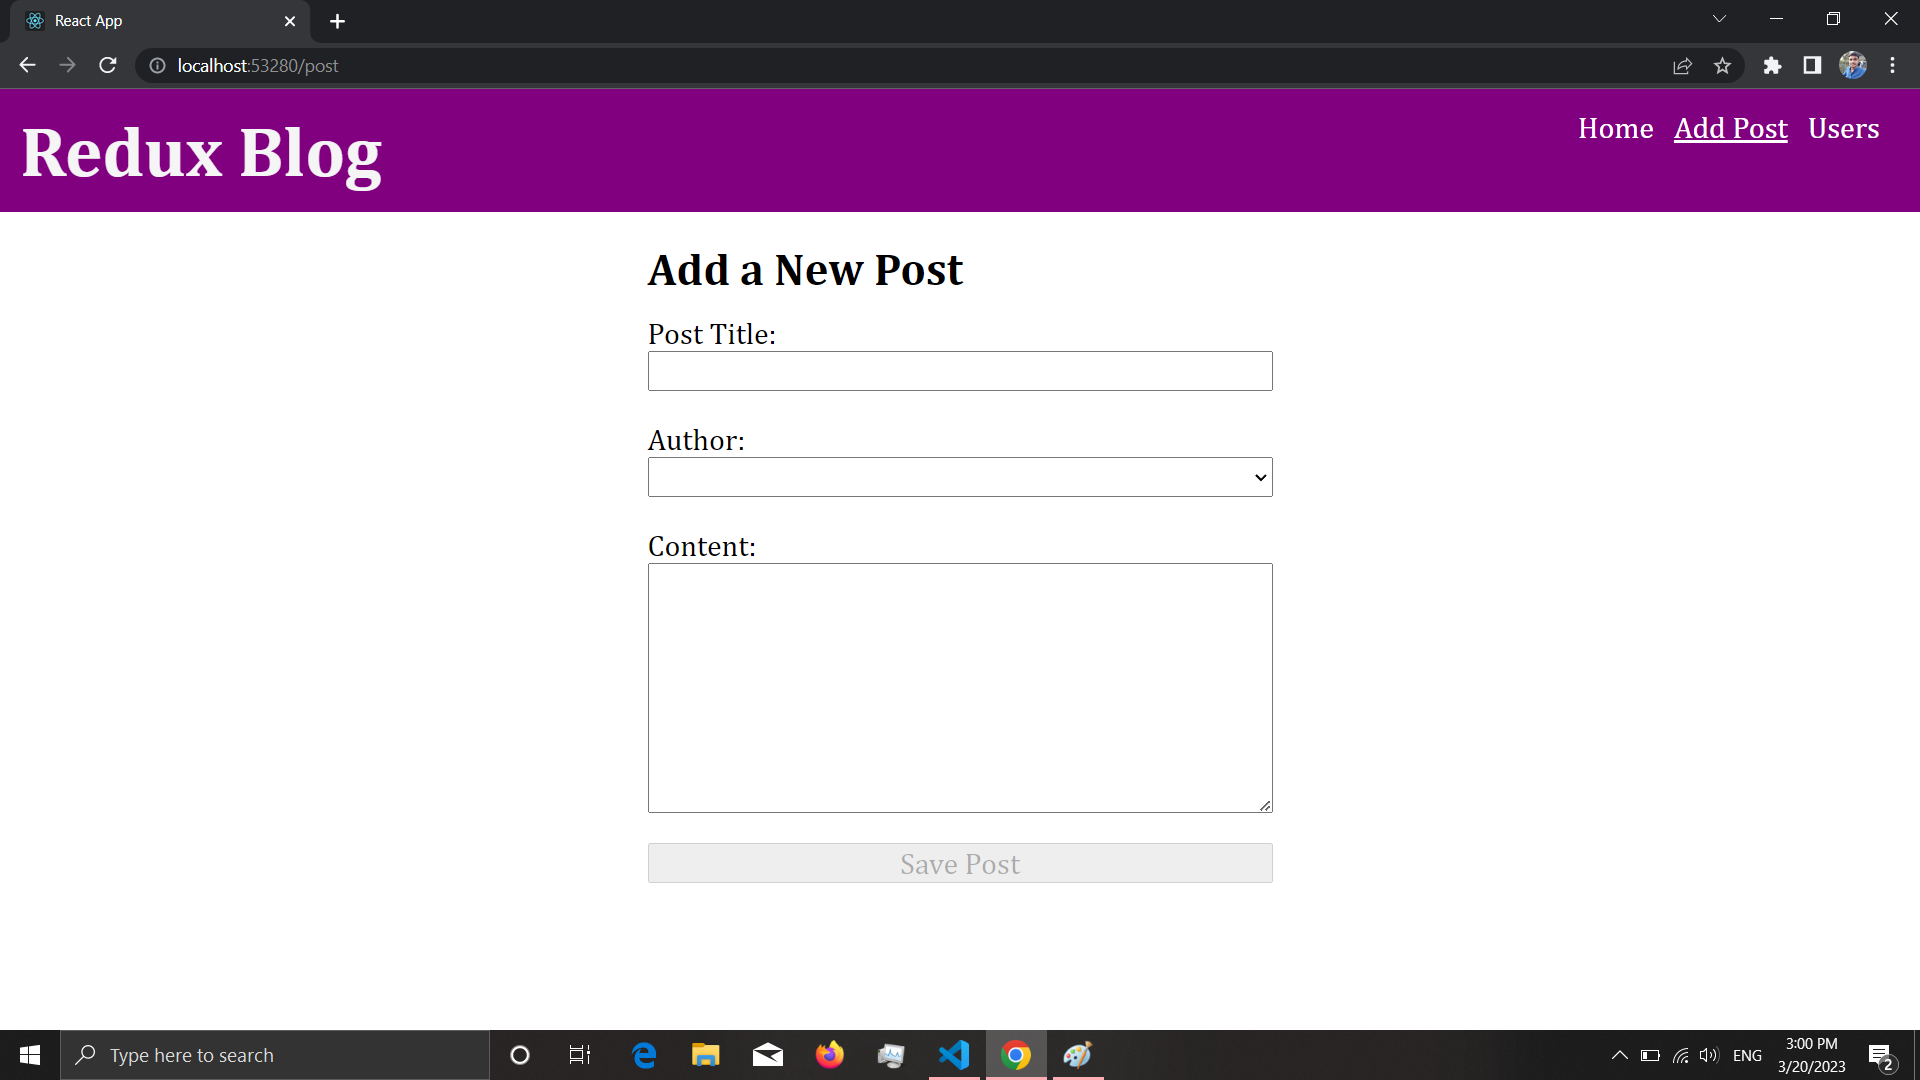 React App
localhost:53280/post
Redux Blog
Home Add Post Users
Add a New Post
Post Title:
Author:
Content:
Save Post
Type here to search
ENG
3:00 PM
3/20/2023
2